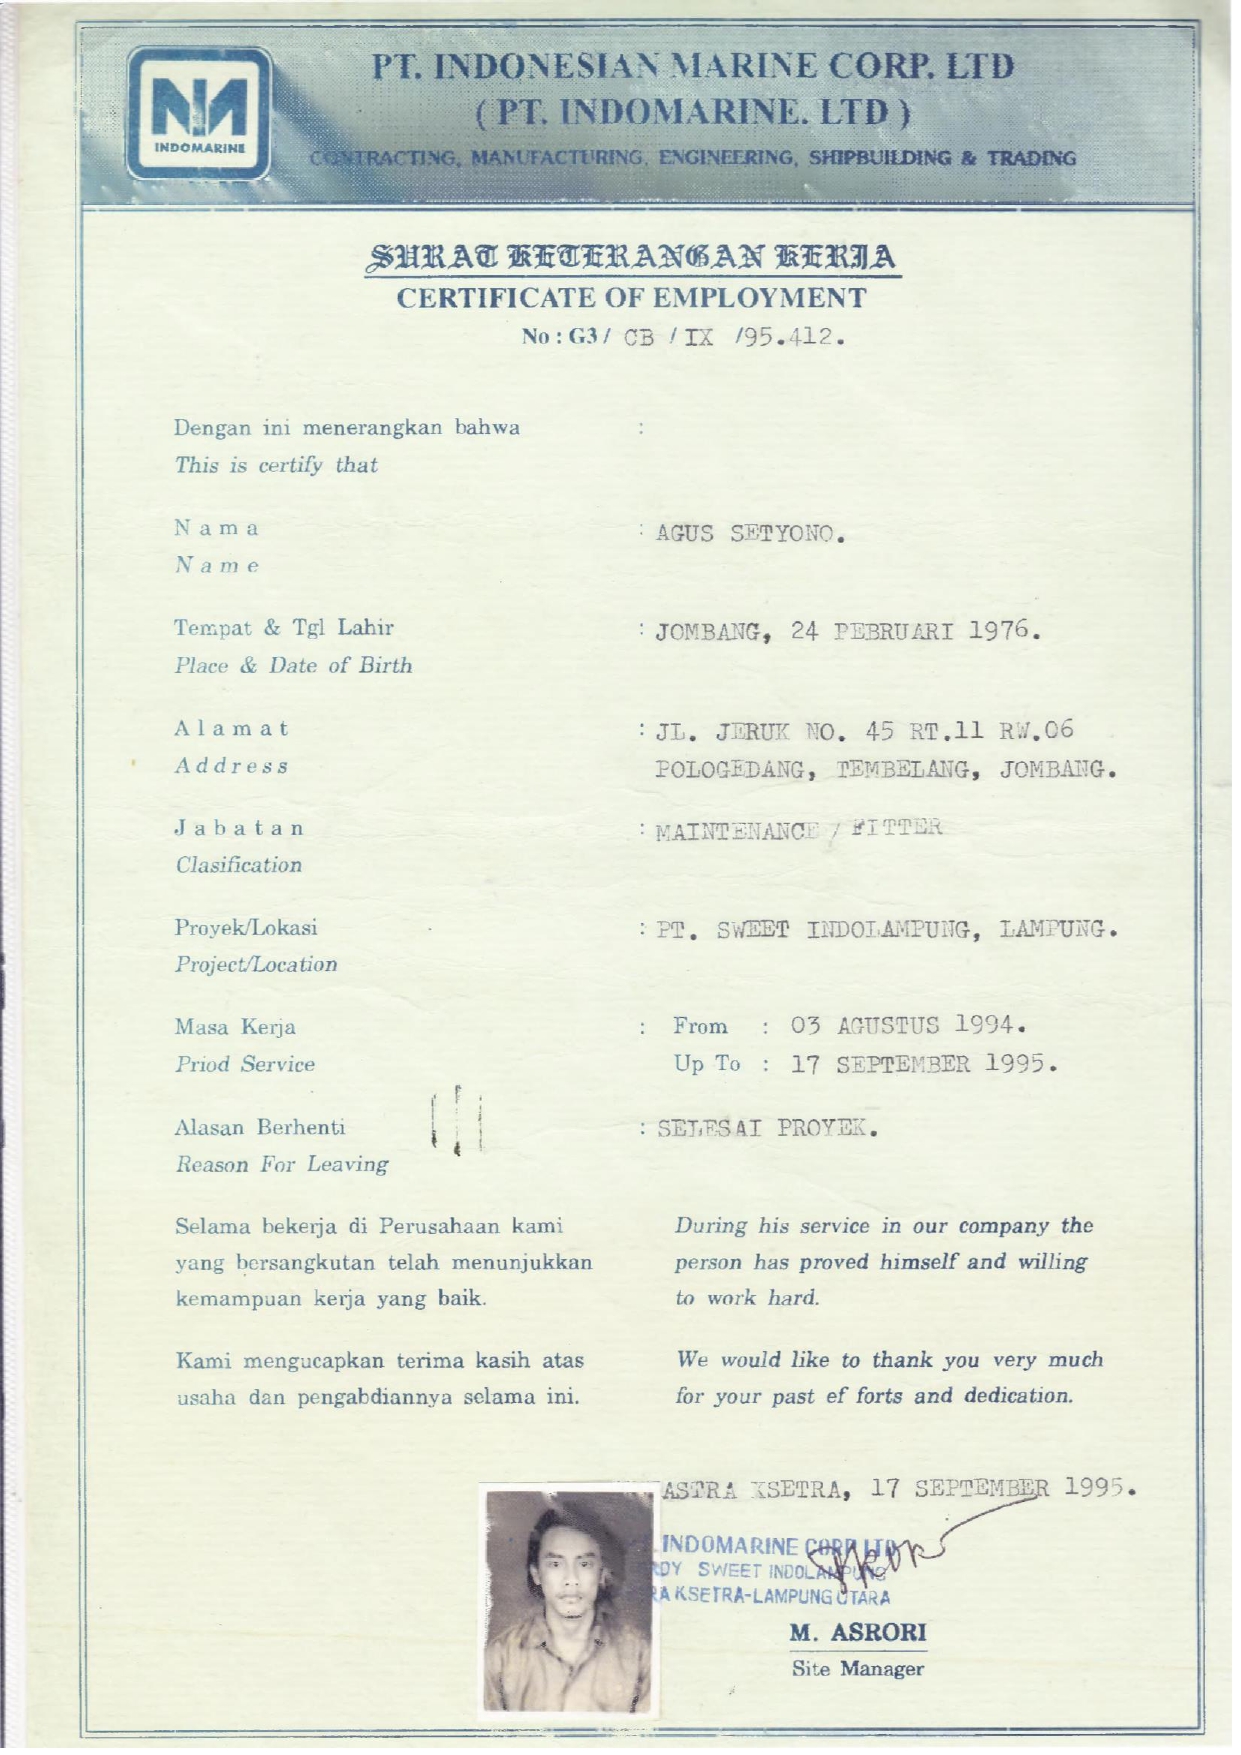 PT. INDONESIAN MARINE CORP. LTD
( PT. INDOMARINE. LTD )
INDOMARINE
CONTRACTING, MANUFACTURING, ENGINEERING, SHIPBUILDING & TRADING
SURAT KETERANGAN KERJA
CERTIFICATE OF EMPLOYMENT
No : G3 / CB / IX /95.412.
Dengan ini menerangkan bahwa :
This is certify that
Nama : AGUS SETYONO.
Name
Tempat & Tgl Lahir : JOMBANG, 24 PEBRUARI 1976.
Place & Date of Birth
Alamat : JL. JERUK NO. 45 RT.11 RW.06
Address POLOGEDANG, TEMBELANG, JOMBANG.
Jabatan : MAINTENANCE / FITTER
Clasification
Proyek/Lokasi : PT. SWEET INDOLAMPUNG, LAMPUNG.
Project/Location
Masa Kerja : From : 03 AGUSTUS 1994.
Priod Service Up To : 17 SEPTEMBER 1995.
Alasan Berhenti : SELESAI PROYEK.
Reason For Leaving
Selama bekerja di Perusahaan kami
yang bersangkutan telah menunjukkan
kemampuan kerja yang baik.
During his service in our company the
person has proved himself and willing
to work hard.
Kami mengucapkan terima kasih atas
usaha dan pengabdiannya selama ini.
We would like to thank you very much
for your past ef forts and dedication.
ASTRA KSETRA, 17 SEPTEMBER 1995.
INDOMARINE CORP LTD
DY SWEET INDOLAMPUNG
RA KSETRA-LAMPUNG UTARA
M. ASRORI
Site Manager